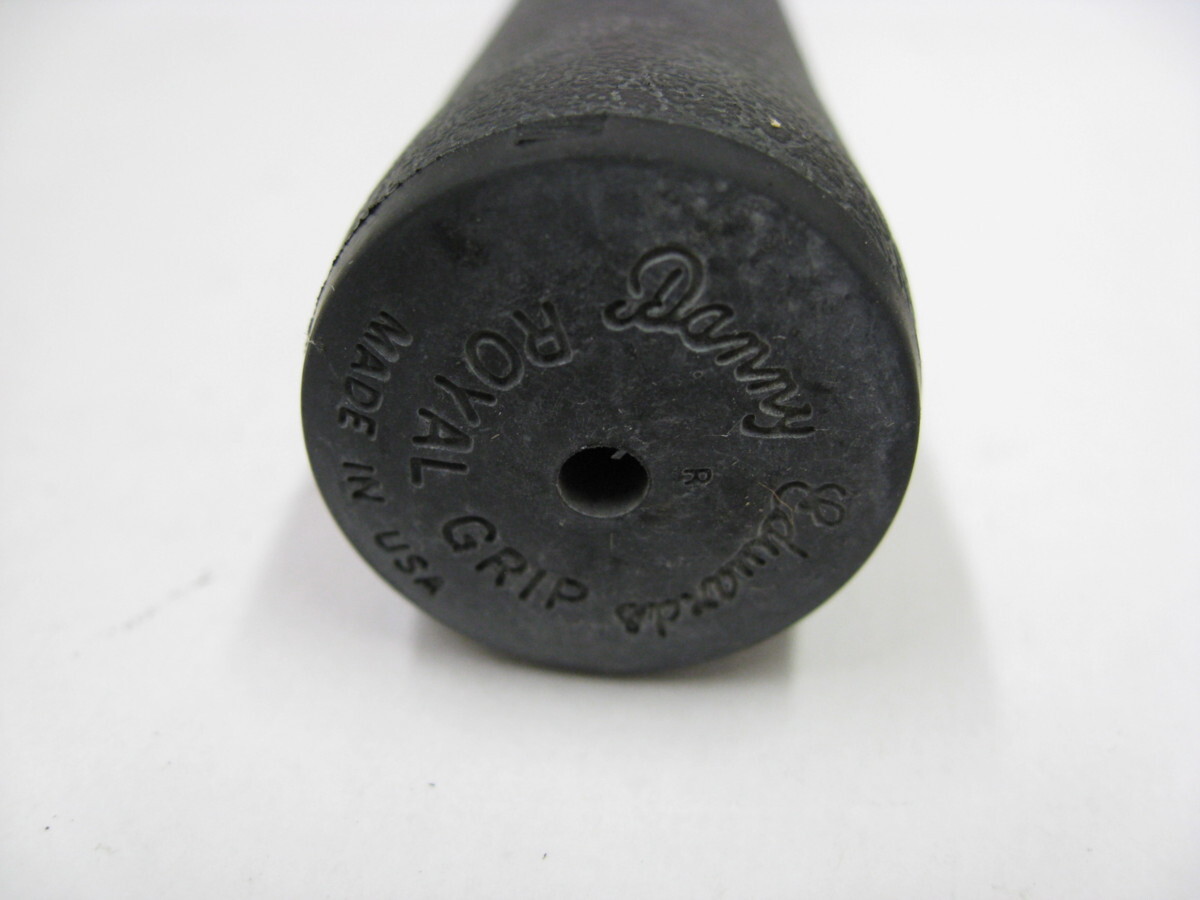 Danny Edwards
R
ROYAL GRIP
MADE IN USA